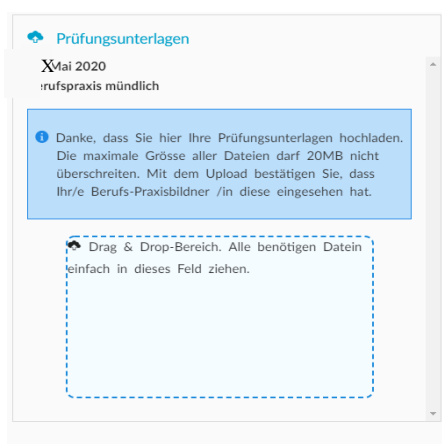 Prüfungsunterlagen
X Mai 2020
erufspraxis mündlich
Danke, dass Sie hier Ihre Prüfungsunterlagen hochladen.
Die maximale Grösse aller Dateien darf 20MB nicht
überschreiten. Mit dem Upload bestätigen Sie, dass
Ihr/e Berufs-Praxisbildner /in diese eingesehen hat.
Drag & Drop-Bereich. Alle benötigen Datein
einfach in dieses Feld ziehen.